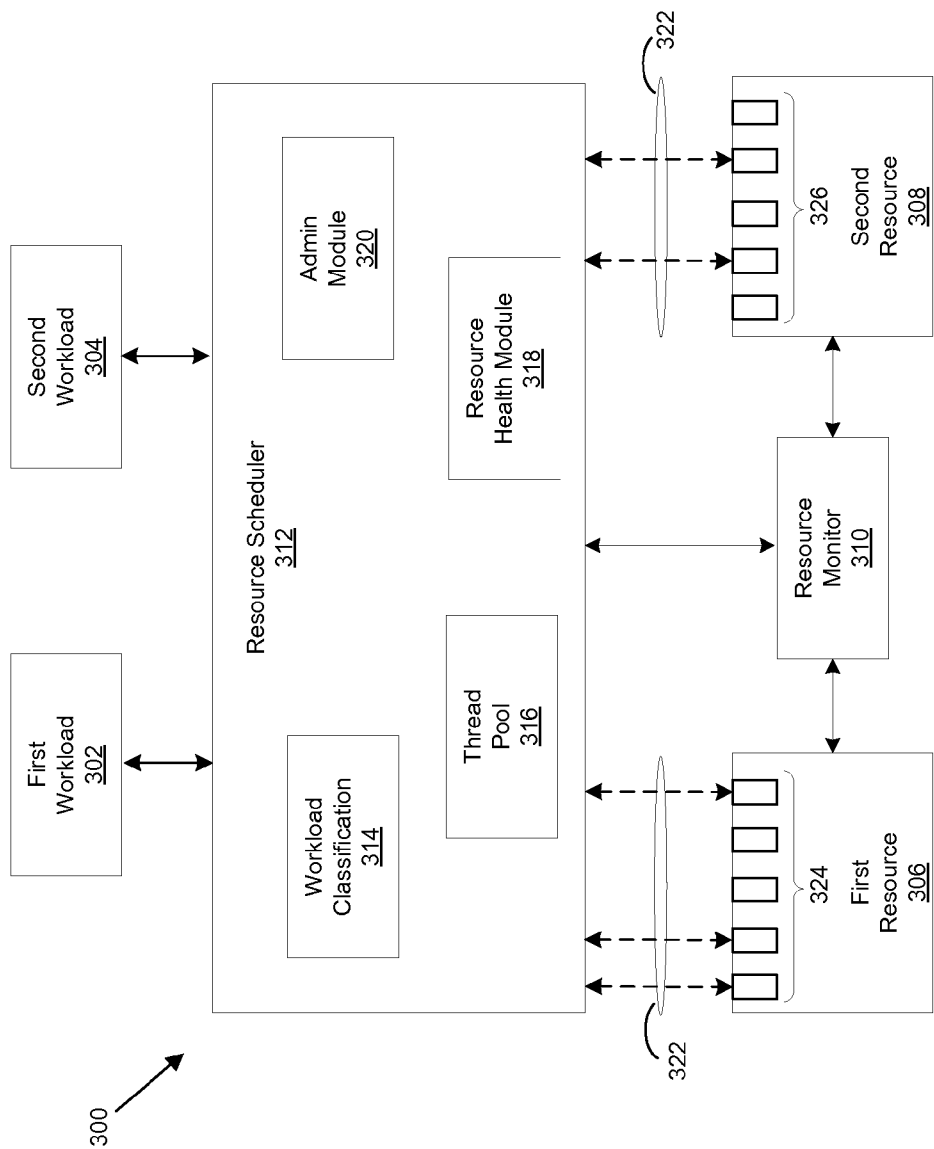 300
First
Workload
302
Second
Workload
304
Resource Scheduler
312
Workload
Classification
314
Admin
Module
320
Thread
Pool
316
Resource
Health Module
318
322
322
324
First
Resource
306
Resource
Monitor
310
326
Second
Resource
308